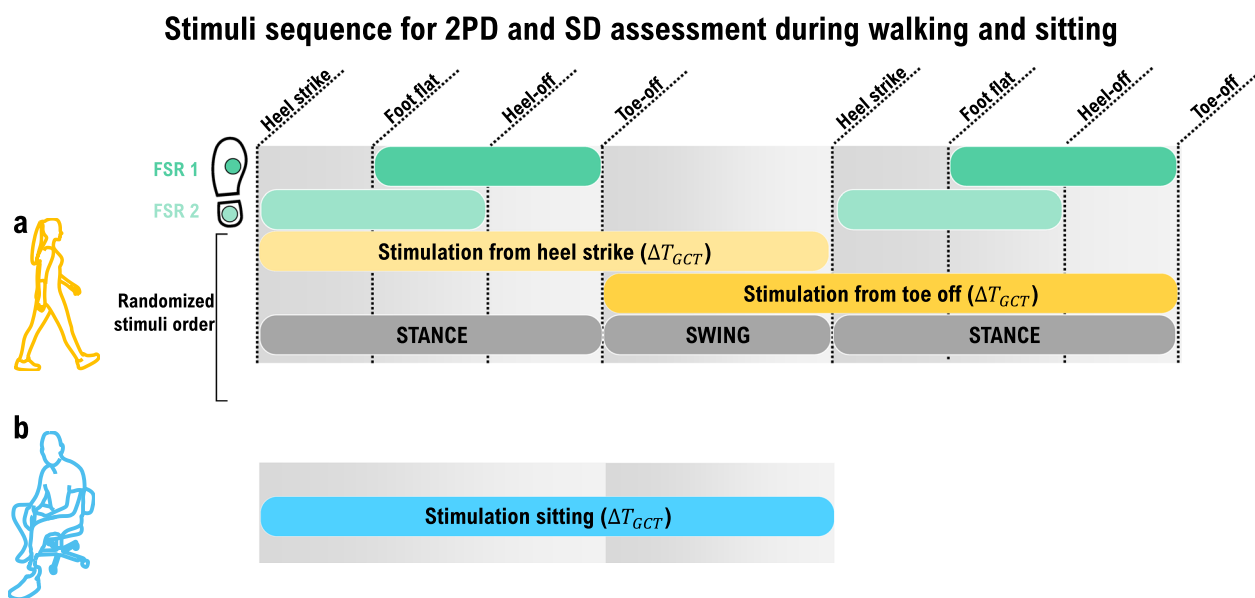 Stimuli sequence for 2PD and SD assessment during walking and sitting
Heel strike
Foot flat
Heel-off
Toe-off
Heel strike
Foot flat
Heel-off
Toe-off
FSR 1
FSR 2
a
Stimulation from heel strike (ΔT_GCT)
Stimulation from toe off (ΔT_GCT)
Randomized
stimuli order
STANCE
SWING
STANCE
b
Stimulation sitting (ΔT_GCT)